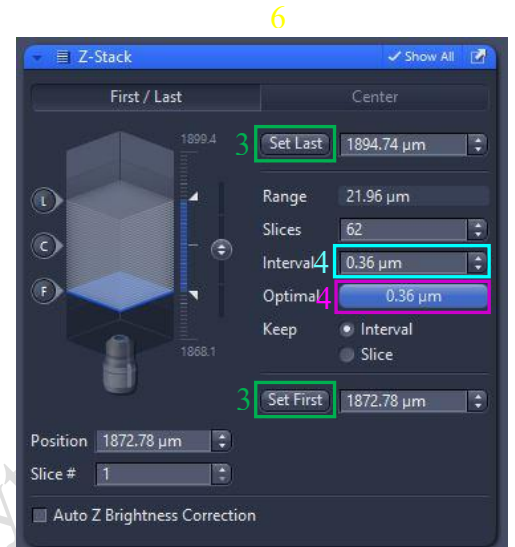 6
Z-Stack Show All
First / Last Center
1899.4 3 Set Last 1894.74 µm
L Range 21.96 µm
Slices 62
C Interval 4 0.36 µm
F Optimal 4 0.36 µm
Keep Interval
1868.1 Slice
3 Set First 1872.78 µm
Position 1872.78 µm
Slice # 1
Auto Z Brightness Correction